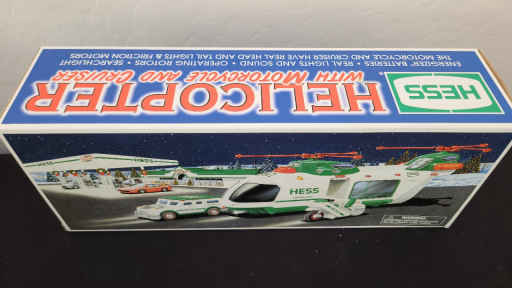 HESS
HELICOPTER
WITH MOTORCYCLE AND CRUISER
ENERGIZER® BATTERIES • REAL LIGHTS AND SOUND • OPERATING ROTORS • SEARCHLIGHT
THE MOTORCYCLE AND CRUISER HAVE REAL HEAD AND TAIL LIGHTS & FRICTION MOTORS
HESS
WARNING